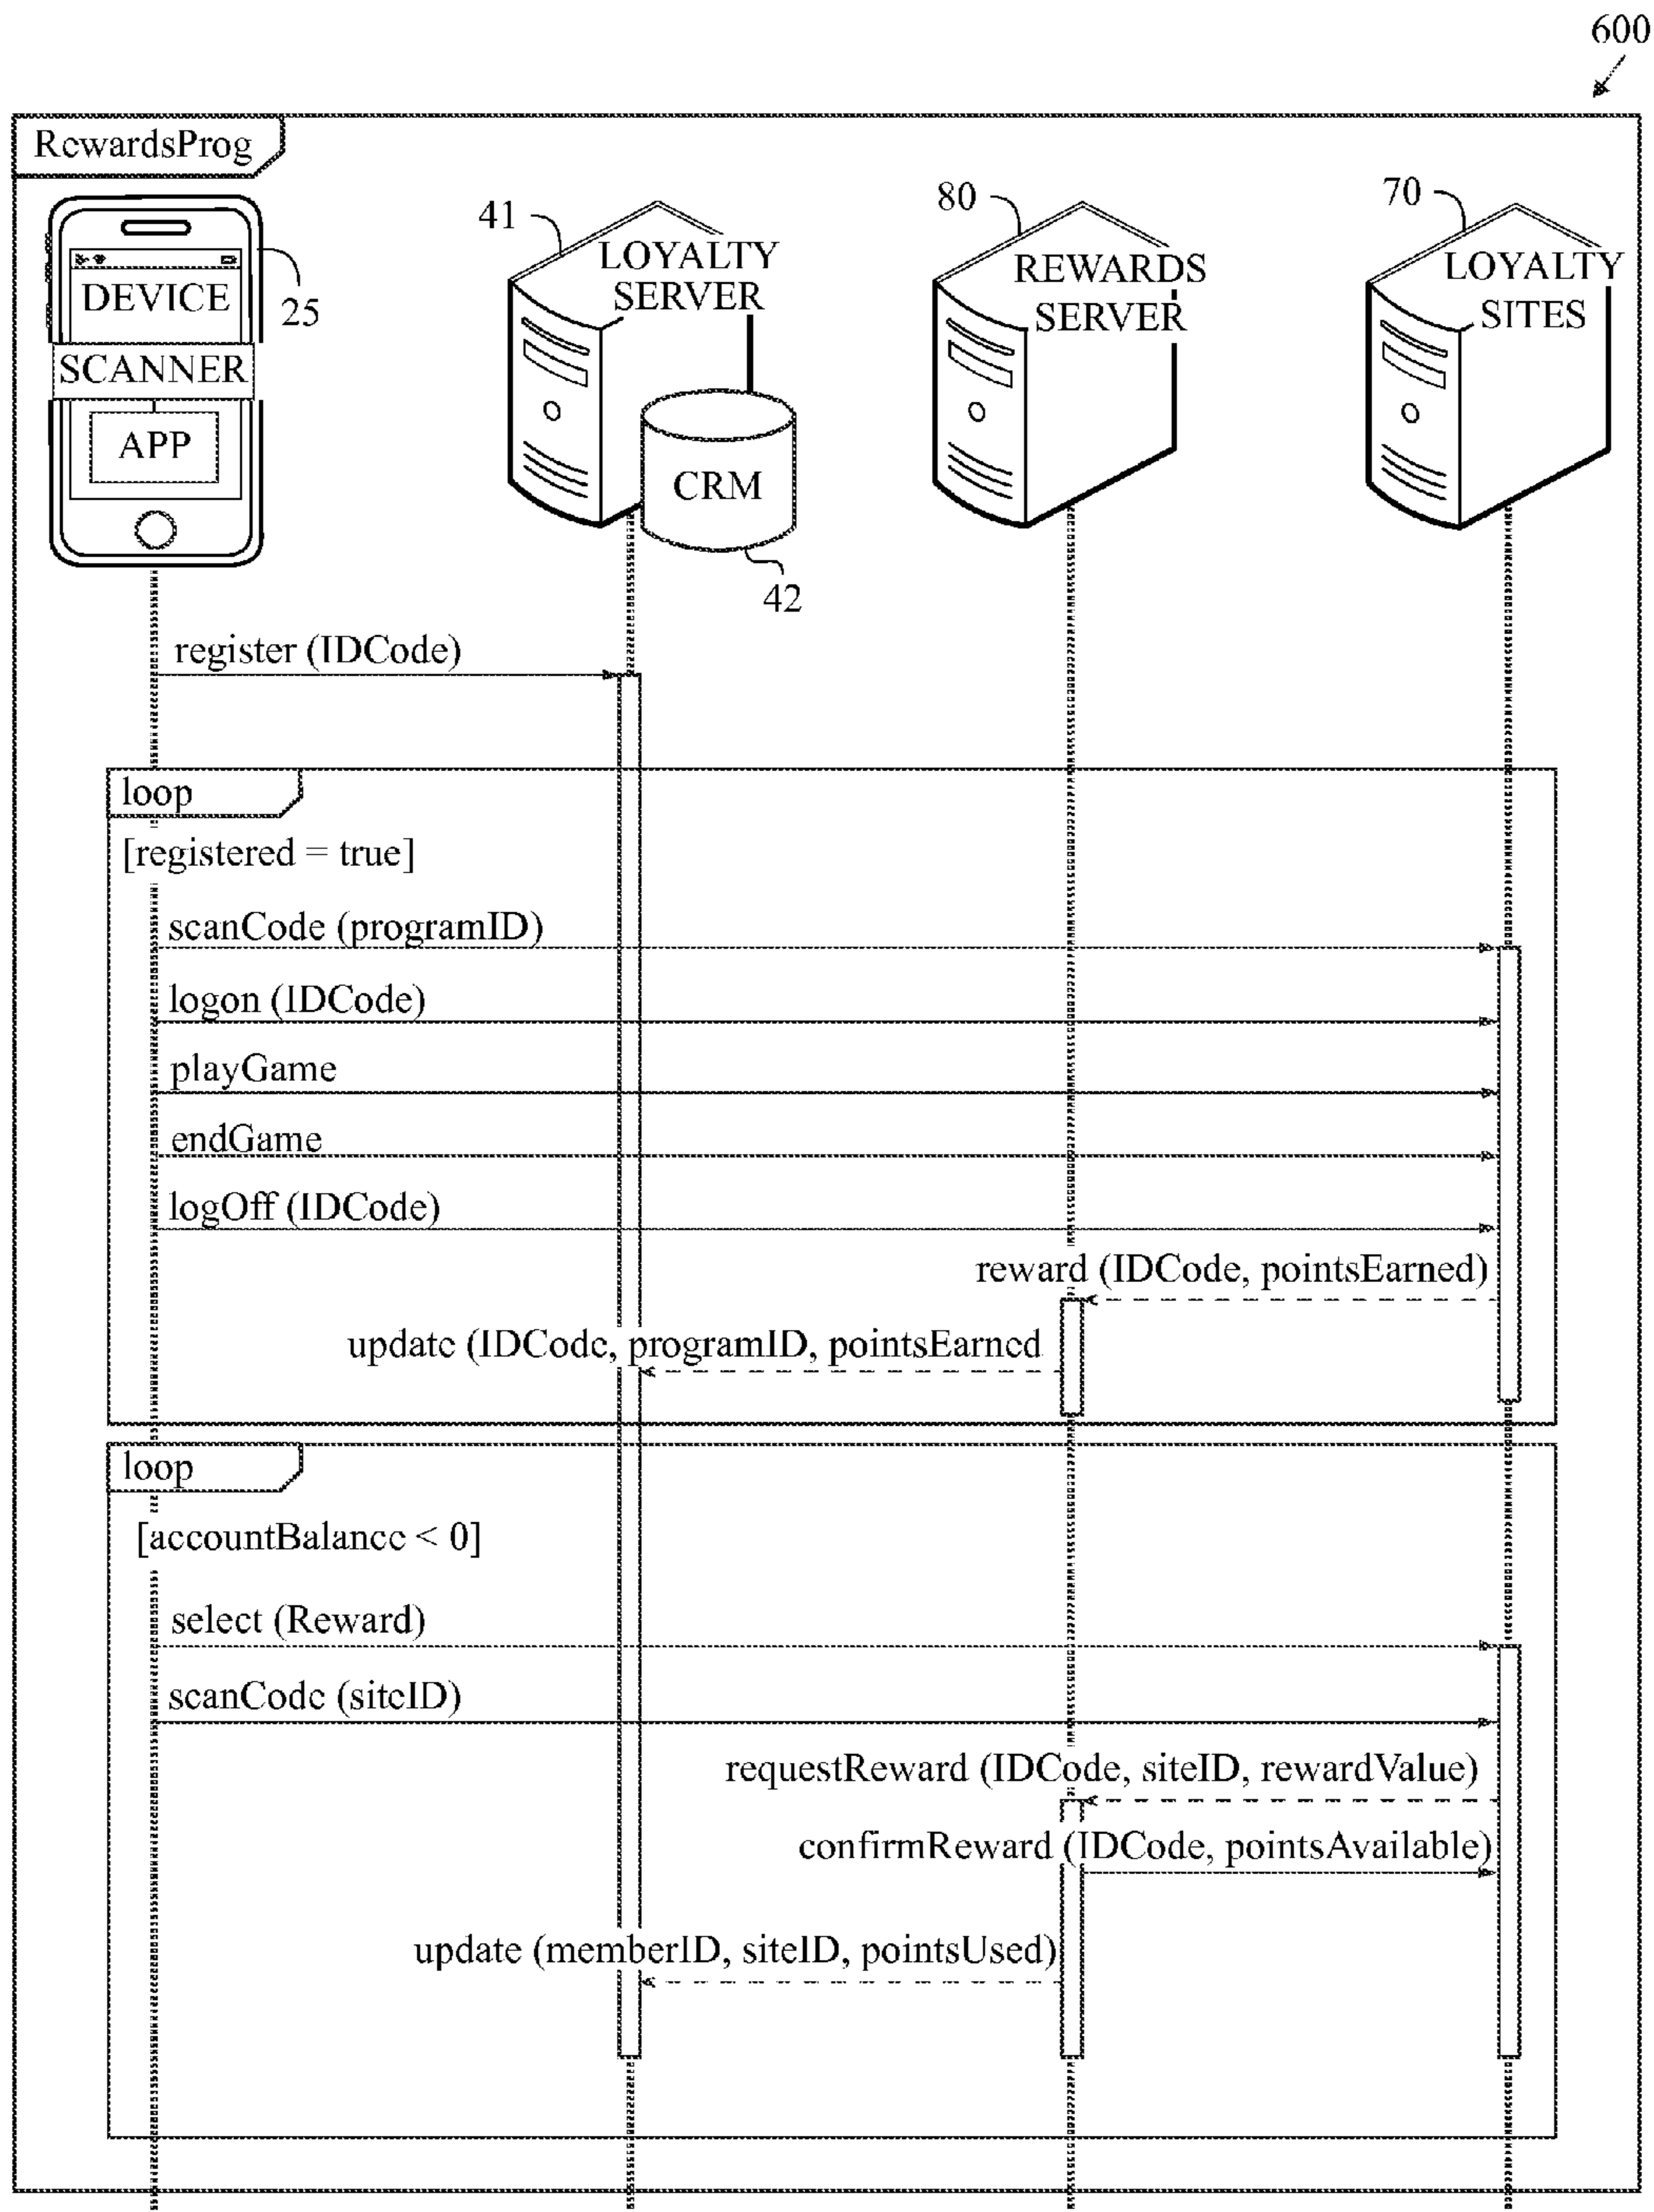 600
RewardsProg
41
80
70
DEVICE
25
SCANNER
APP
LOYALTY
SERVER
CRM
42
REWARDS
SERVER
LOYALTY
SITES
register (IDCode)
loop
[registered = true]
scanCode (programID)
logon (IDCode)
playGame
endGame
logOff (IDCode)
reward (IDCode, pointsEarned)
update (IDCode, programID, pointsEarned
loop
[accountBalance < 0]
select (Reward)
scanCode (siteID)
requestReward (IDCode, siteID, rewardValue)
confirmReward (IDCode, pointsAvailable)
update (memberID, siteID, pointsUsed)